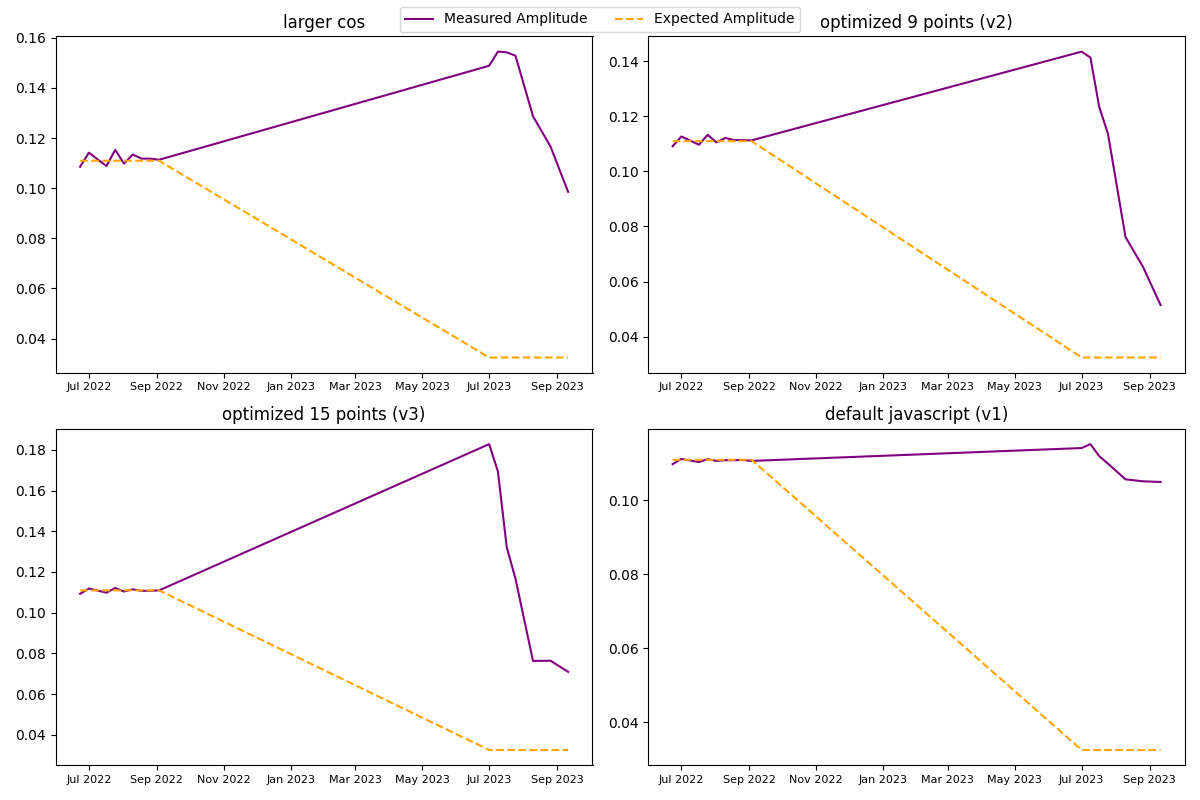 Measured Amplitude Expected Amplitude
larger cos
0.16
0.14
0.12
0.10
0.08
0.06
0.04
Jul 2022 Sep 2022 Nov 2022 Jan 2023 Mar 2023 May 2023 Jul 2023 Sep 2023
optimized 9 points (v2)
0.14
0.12
0.10
0.08
0.06
0.04
Jul 2022 Sep 2022 Nov 2022 Jan 2023 Mar 2023 May 2023 Jul 2023 Sep 2023
optimized 15 points (v3)
0.18
0.16
0.14
0.12
0.10
0.08
0.06
0.04
Jul 2022 Sep 2022 Nov 2022 Jan 2023 Mar 2023 May 2023 Jul 2023 Sep 2023
default javascript (v1)
0.10
0.08
0.06
0.04
Jul 2022 Sep 2022 Nov 2022 Jan 2023 Mar 2023 May 2023 Jul 2023 Sep 2023